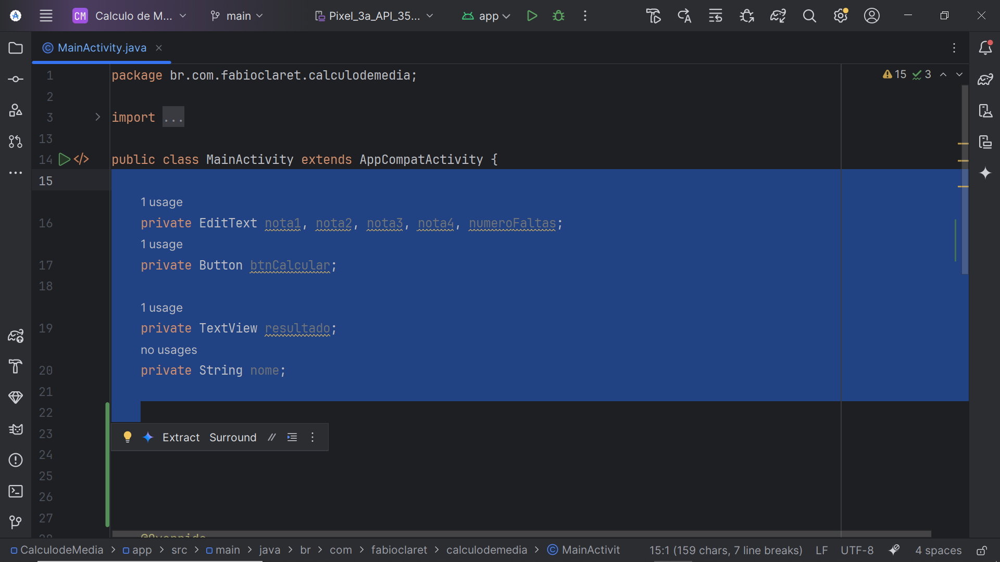 CM Calculo de M... main Pixel_3a_API_35... app
MainActivity.java
15 3
1 package br.com.fabioclaret.calculodemedia;
2
3 import ...
13
14 public class MainActivity extends AppCompatActivity {
15
1 usage
16 private EditText nota1, nota2, nota3, nota4, numeroFaltas;
1 usage
17 private Button btnCalcular;
18
1 usage
19 private TextView resultado;
no usages
20 private String nome;
21
22
23
Extract Surround
24
25
26
27
28 @Override
CalculodeMedia > app > src > main > java > br > com > fabioclaret > calculodemedia > MainActivit 15:1 (159 chars, 7 line breaks) LF UTF-8 4 spaces